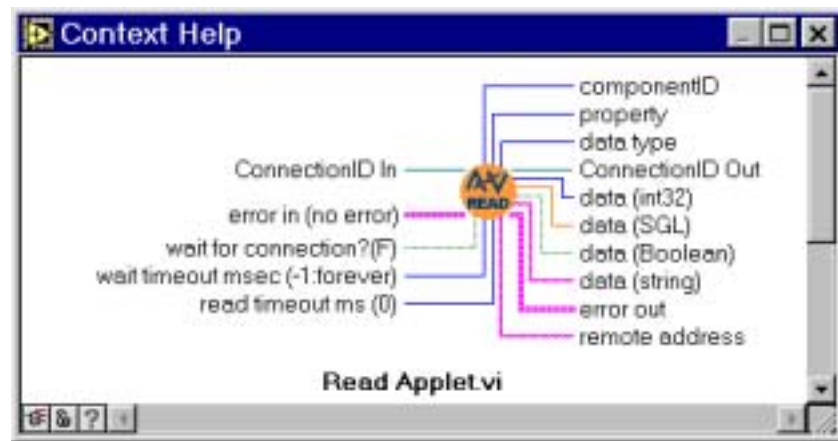 Context Help
componentID
property
data type
ConnectionID In
ConnectionID Out
data (int32)
error in (no error)
data (SGL)
wait for connection?(F)
data (Boolean)
wait timeout msec (-1:forever)
data (string)
read timeout ms (0)
error out
remote address
A-V
READ
Read Applet.vi
?